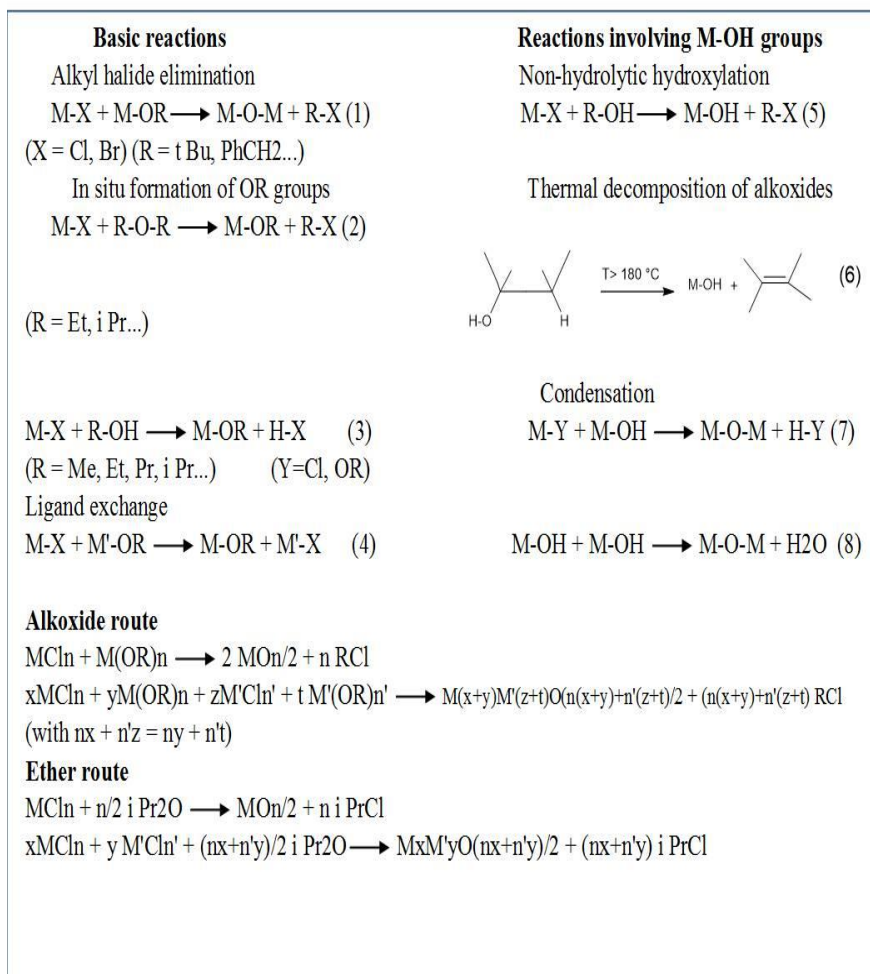 Basic reactions
Alkyl halide elimination
M-X + M-OR ⟶ M-O-M + R-X (1)
(X = Cl, Br) (R = t Bu, PhCH2...)
In situ formation of OR groups
M-X + R-O-R ⟶ M-OR + R-X (2)
(R = Et, i Pr...)
M-X + R-OH ⟶ M-OR + H-X (3)
(R = Me, Et, Pr, i Pr...) (Y=Cl, OR)
Ligand exchange
M-X + M'-OR ⟶ M-OR + M'-X (4)
Reactions involving M-OH groups
Non-hydrolytic hydroxylation
M-X + R-OH ⟶ M-OH + R-X (5)
Thermal decomposition of alkoxides
H-O H T> 180 °C ⟶ M-OH + (6)
Condensation
M-Y + M-OH ⟶ M-O-M + H-Y (7)
M-OH + M-OH ⟶ M-O-M + H2O (8)
Alkoxide route
MCln + M(OR)n ⟶ 2 MOn/2 + n RCl
xMCln + yM(OR)n + zM'Cln' + t M'(OR)n' ⟶ M(x+y)M'(z+t)O(n(x+y)+n'(z+t)/2 + (n(x+y)+n'(z+t) RCl
(with nx + n'z = ny + n't)
Ether route
MCln + n/2 i Pr2O ⟶ MOn/2 + n i PrCl
xMCln + y M'Cln' + (nx+n'y)/2 i Pr2O ⟶ MxM'yO(nx+n'y)/2 + (nx+n'y) i PrCl